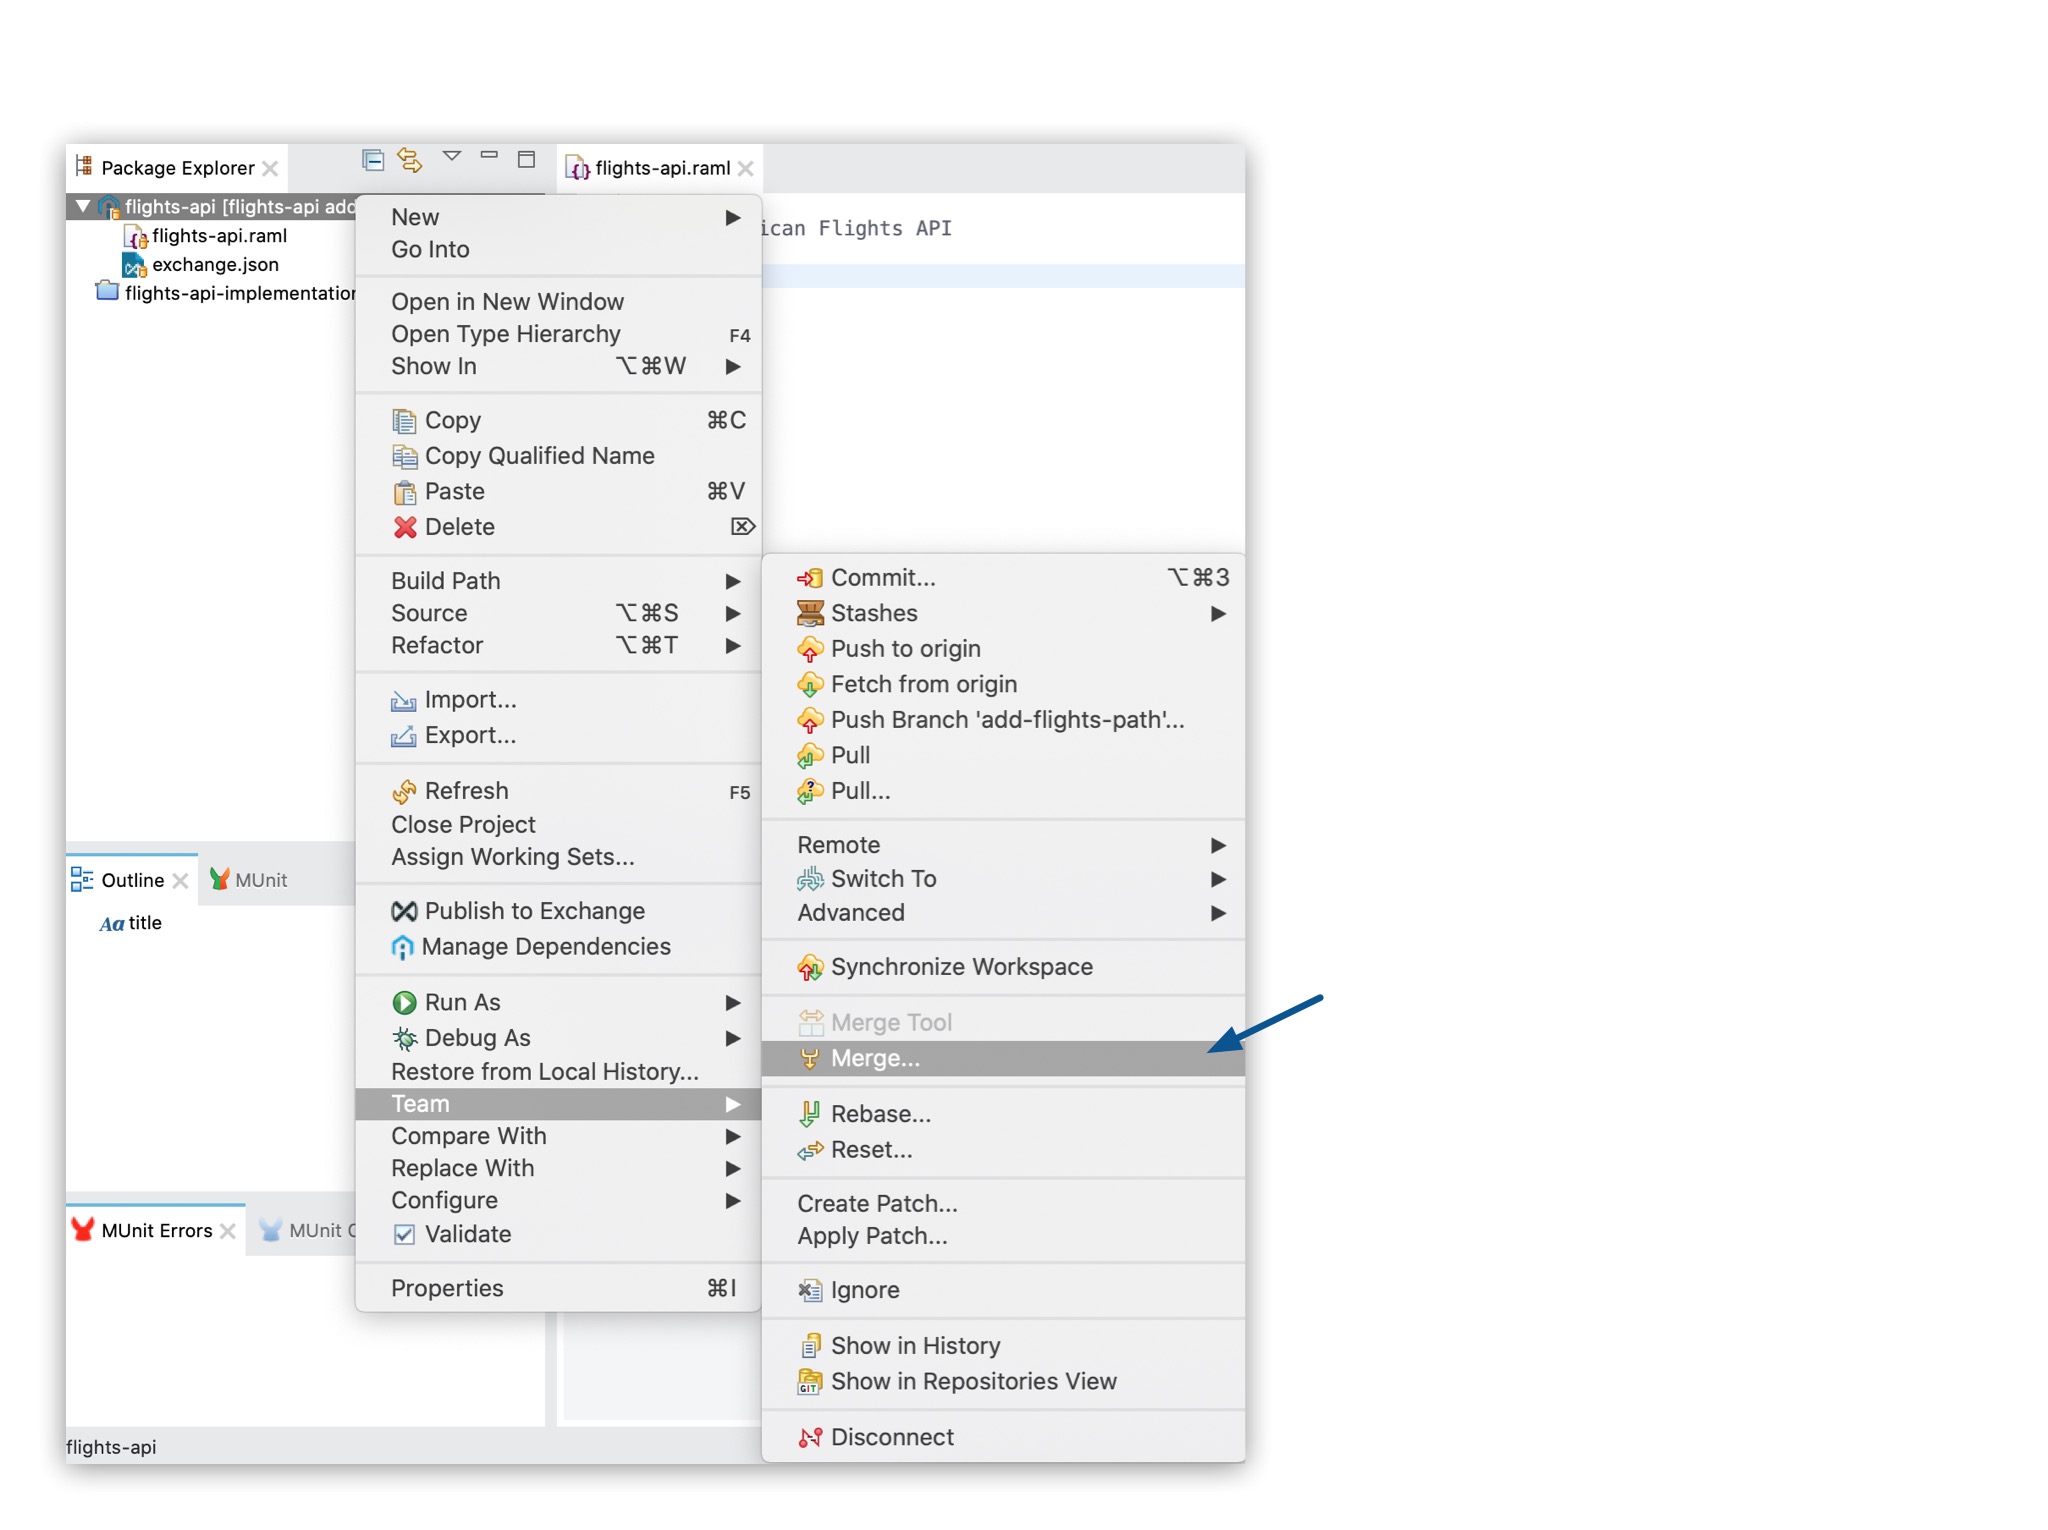 Package Explorer
flights-api.raml
flights-api [flights-api add
flights-api.raml
exchange.json
flights-api-implementation
ican Flights API
New
Go Into
Open in New Window
Open Type Hierarchy F4
Show In ⌥⌘W
Copy ⌘C
Copy Qualified Name
Paste ⌘V
Delete ⌦
Build Path
Source ⌥⌘S
Refactor ⌥⌘T
Import...
Export...
Refresh F5
Close Project
Assign Working Sets...
Publish to Exchange
Manage Dependencies
Run As
Debug As
Restore from Local History...
Team
Compare With
Replace With
Configure
Validate
Properties ⌘I
Commit... ⌥⌘3
Stashes
Push to origin
Fetch from origin
Push Branch 'add-flights-path'...
Pull
Pull...
Remote
Switch To
Advanced
Synchronize Workspace
Merge Tool
Merge...
Rebase...
Reset...
Create Patch...
Apply Patch...
Ignore
Show in History
GIT Show in Repositories View
Disconnect
Outline
MUnit
Aa title
MUnit Errors
MUnit
flights-api